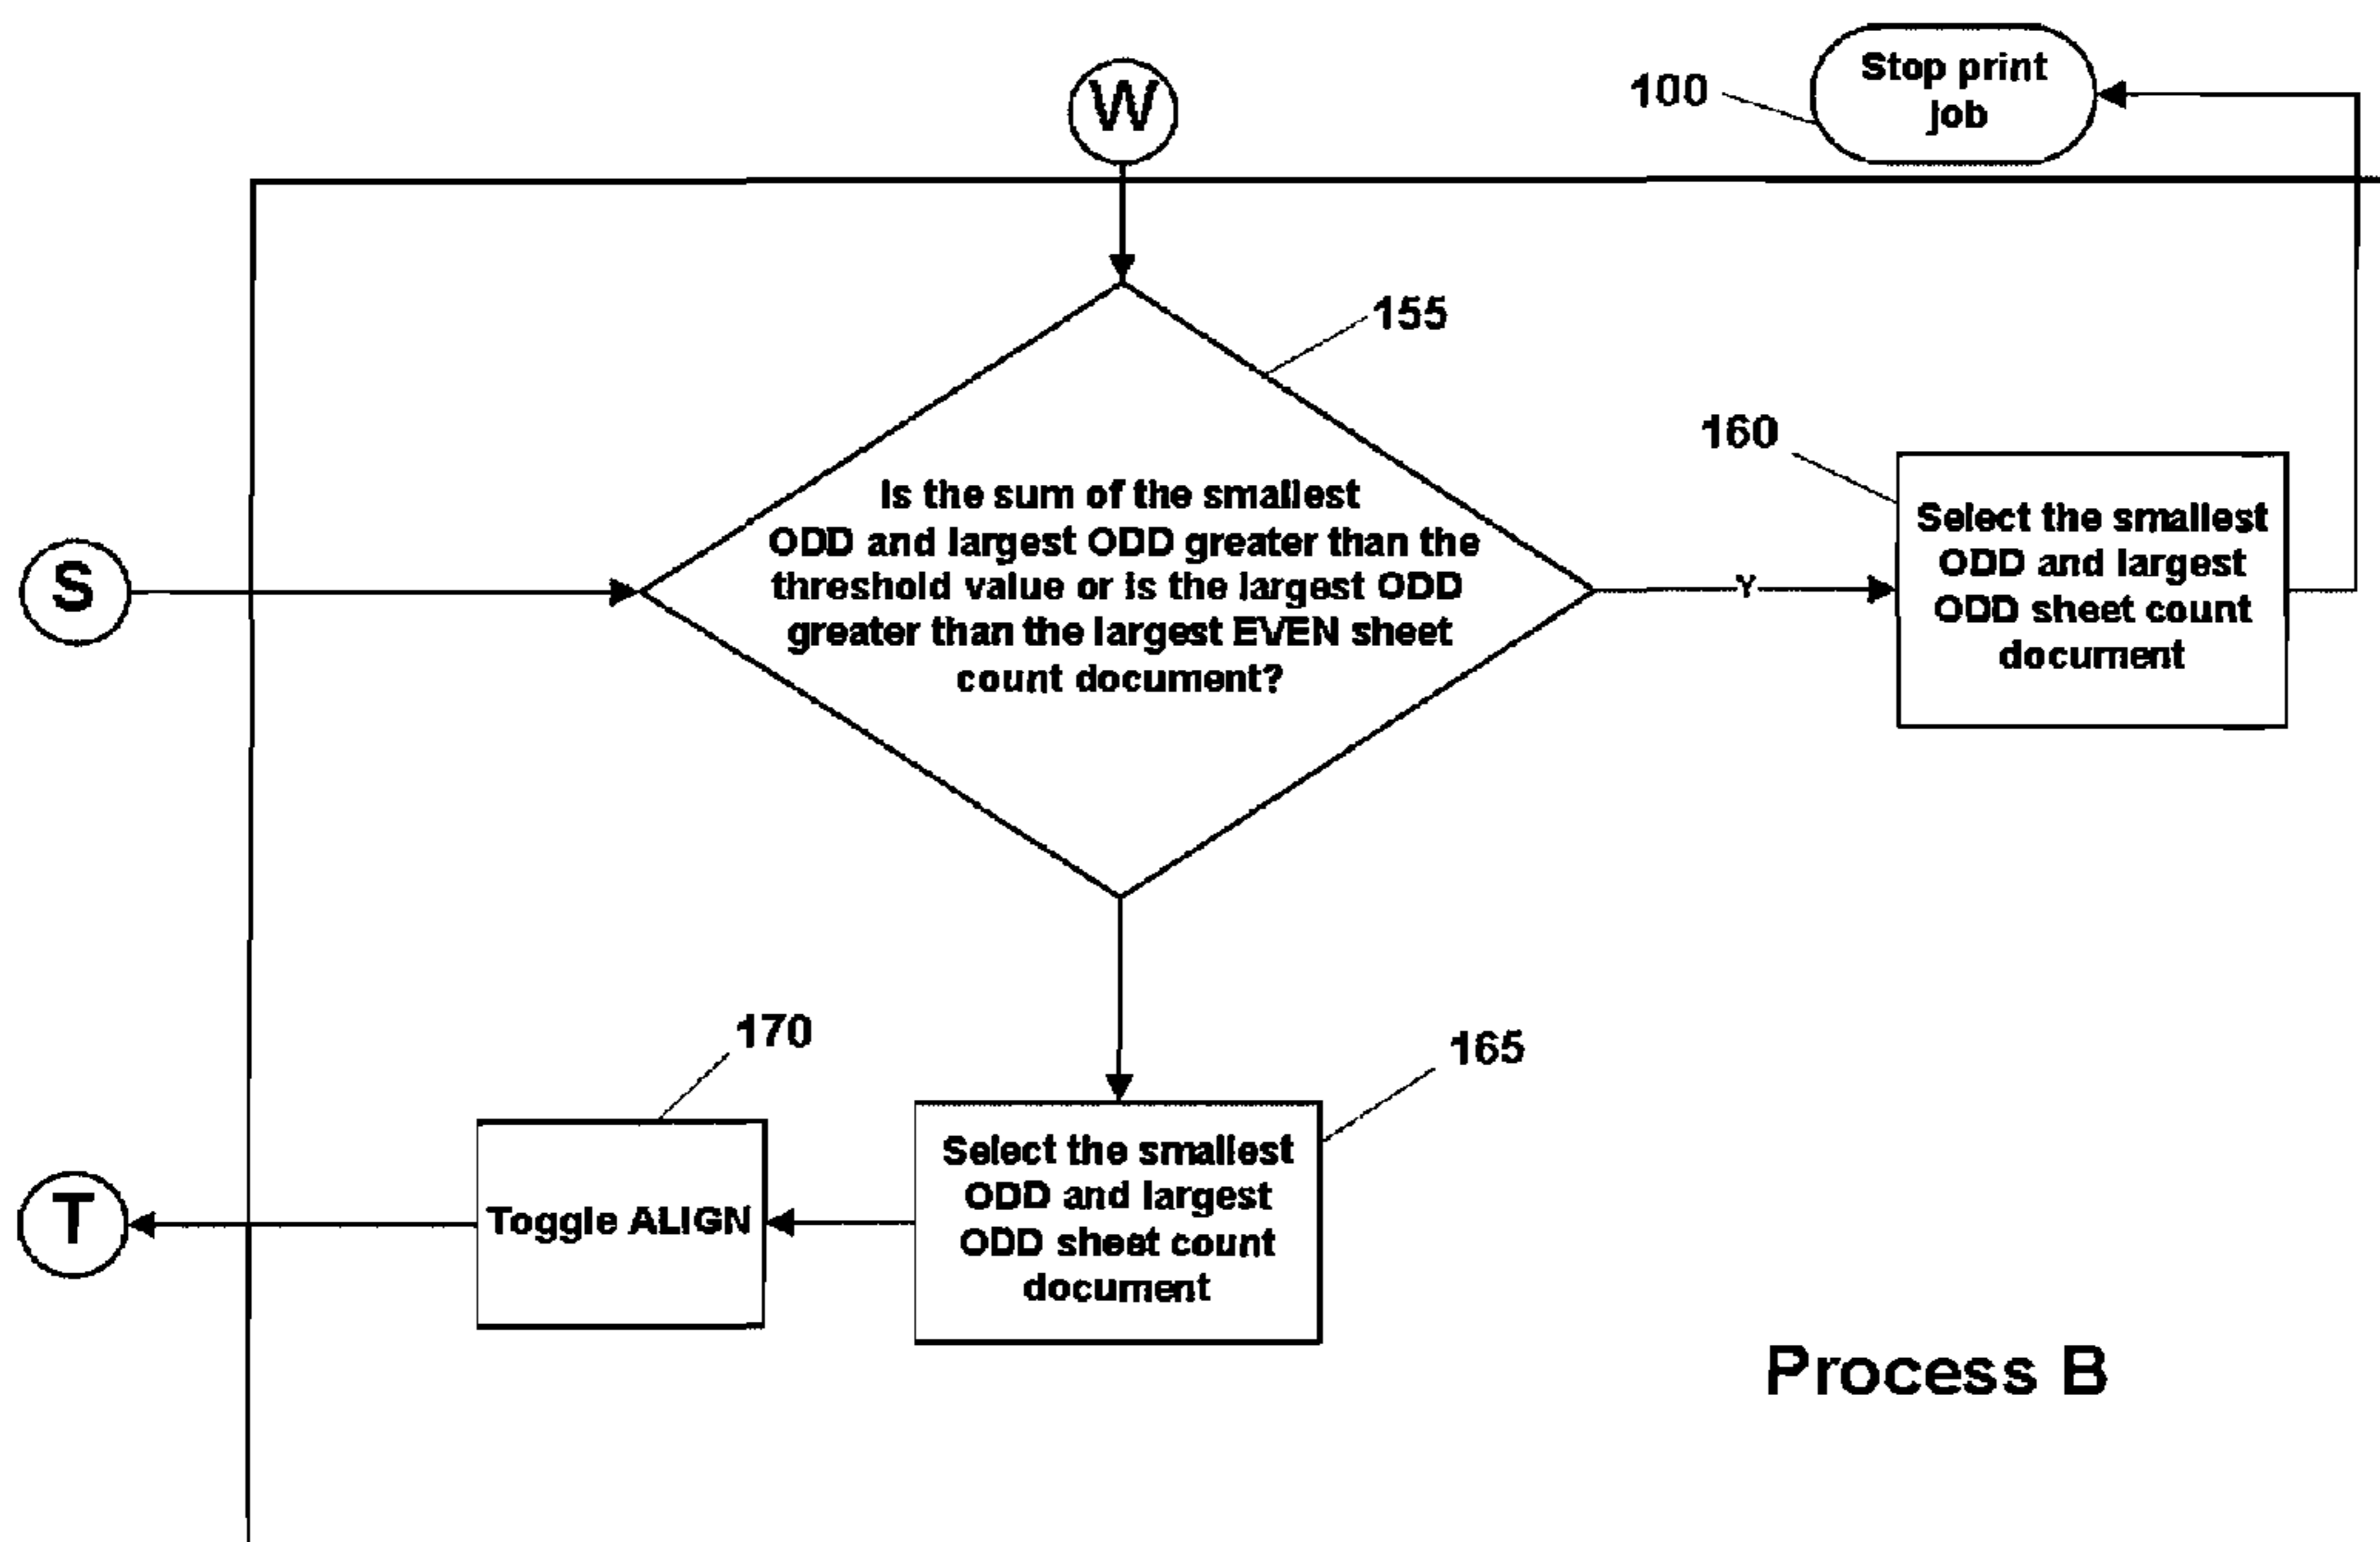 Stop print
job
100
W
155
160
Is the sum of the smallest
ODD and largest ODD greater than the
threshold value or is the largest ODD
greater than the largest EVEN sheet
count document?
S
Y
Select the smallest
ODD and largest
ODD sheet count
document
170
165
T
Toggle ALIGN
Select the smallest
ODD and largest
ODD sheet count
document
Process B